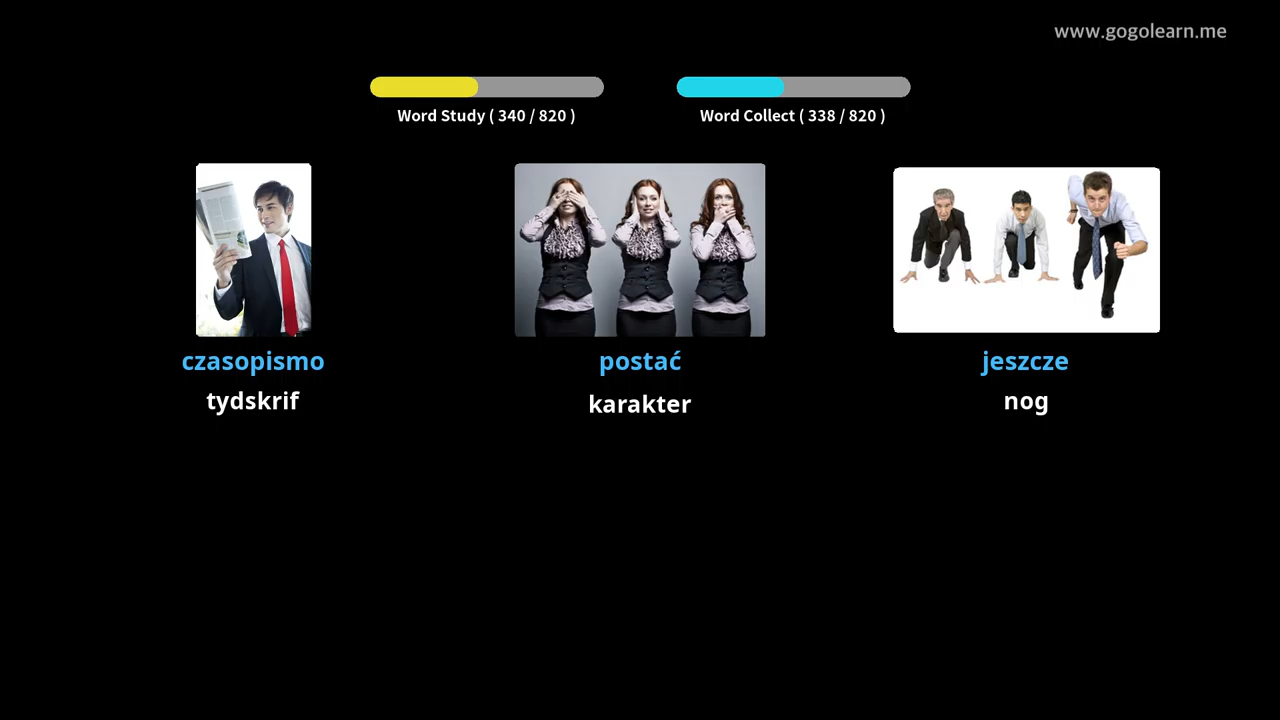 www.gogolearn.me
Word Study ( 340 / 820 )
Word Collect ( 338 / 820 )
czasopismo
tydskrif
postać
karakter
jeszcze
nog